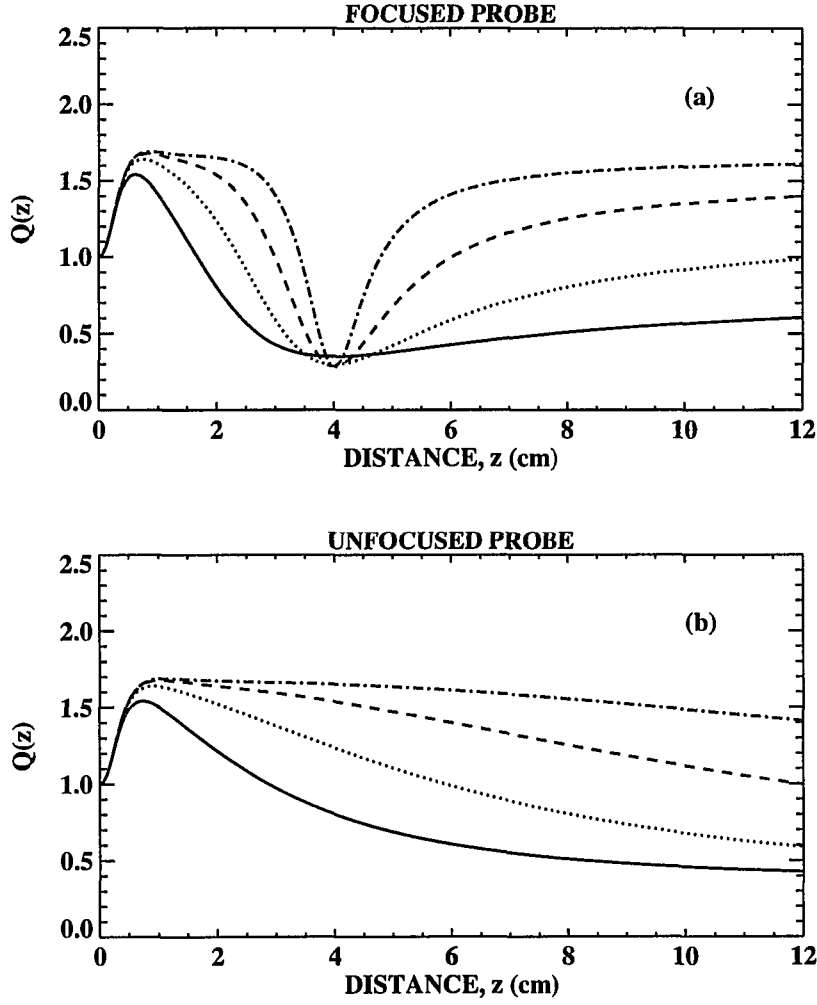 FOCUSED PROBE
2.5
(a)
2.0
1.5
Q(z)
1.0
0.5
0.0
0 2 4 6 8 10 12
DISTANCE, z (cm)
UNFOCUSED PROBE
2.5
(b)
2.0
1.5
Q(z)
1.0
0.5
0.0
0 2 4 6 8 10 12
DISTANCE, z (cm)